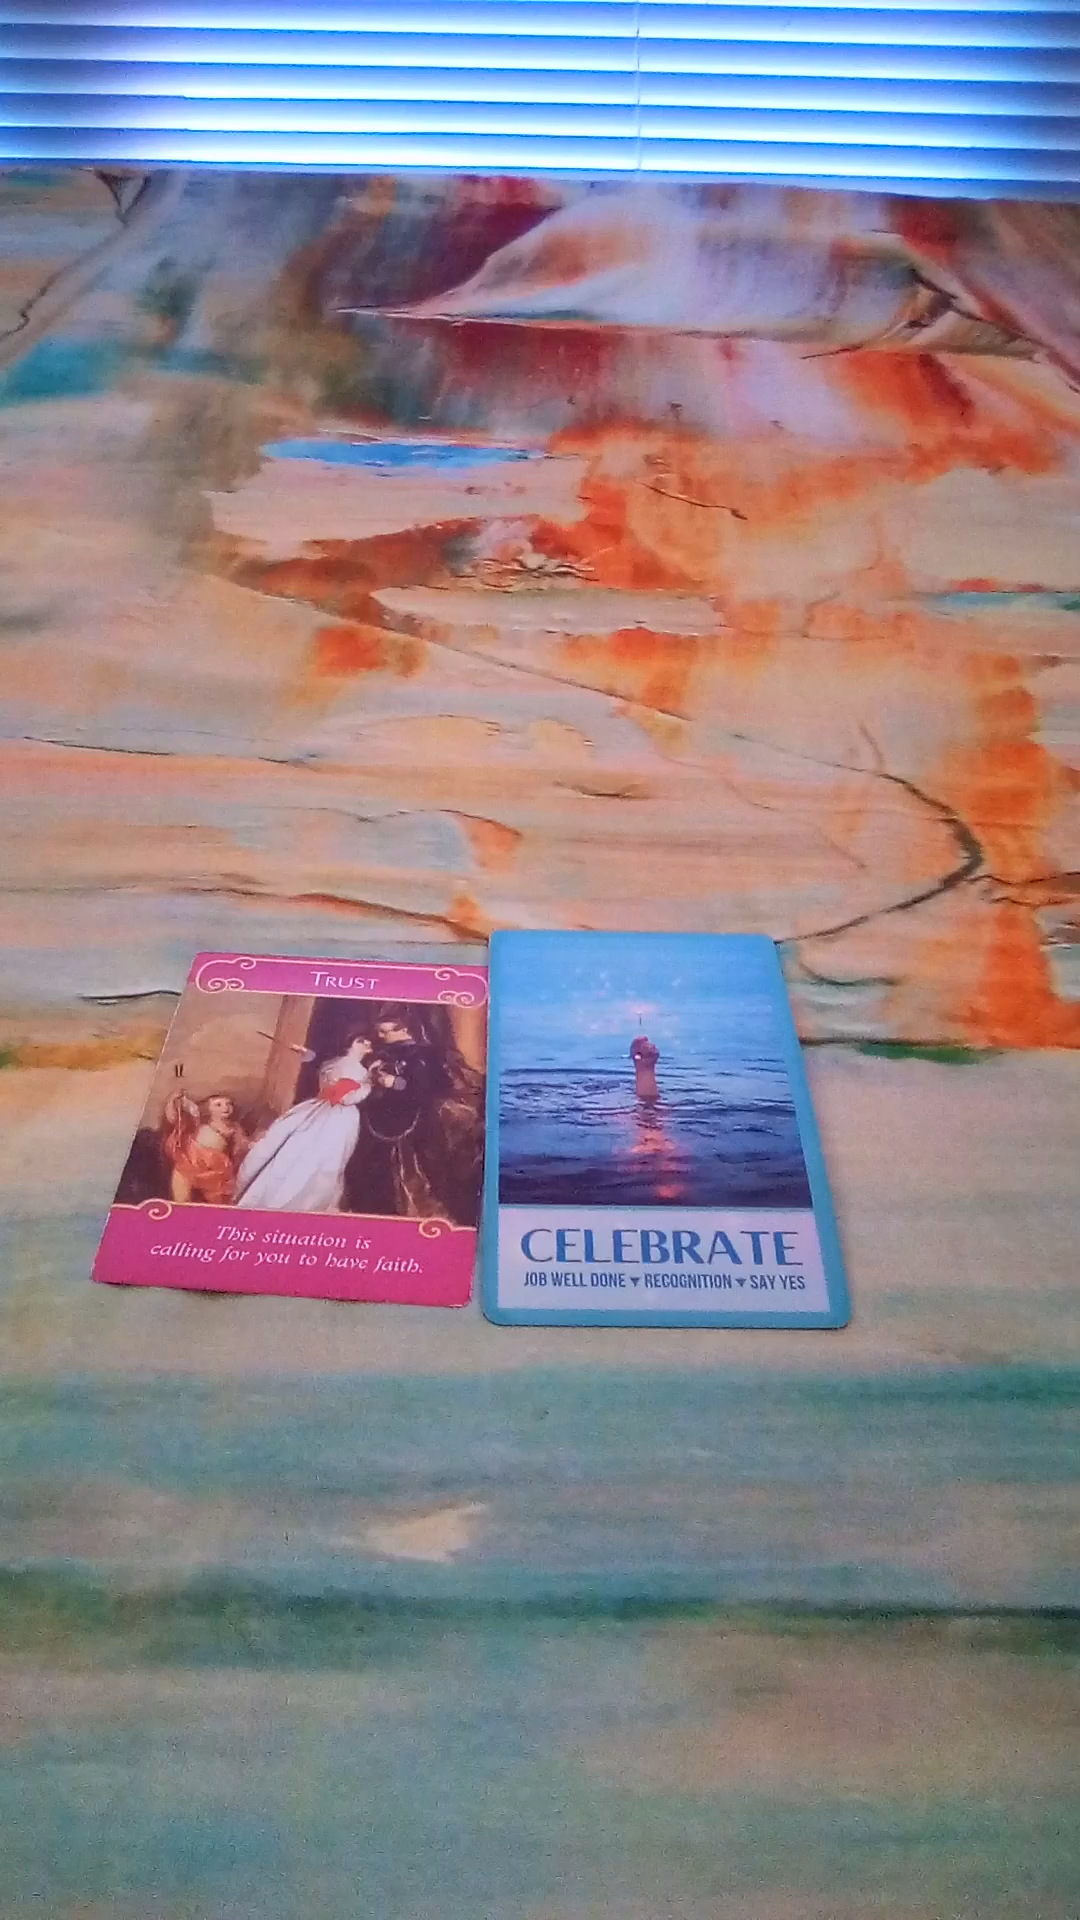 TRUST
This situation is
calling for you to have faith.
CELEBRATE
JOB WELL DONE ▾ RECOGNITION ▾ SAY YES